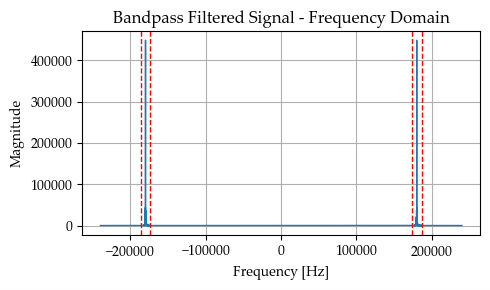 Bandpass Filtered Signal - Frequency Domain
400000
300000
200000
100000
0
Magnitude
−200000 −100000 0 100000 200000
Frequency [Hz]